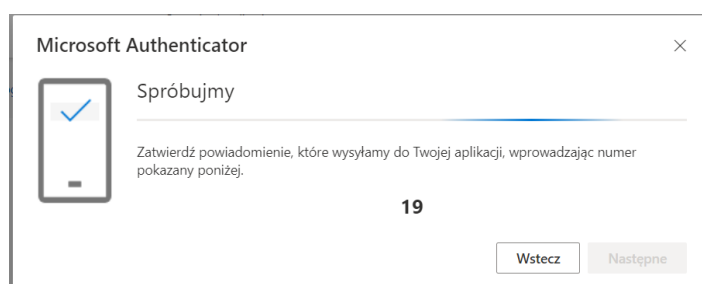 Microsoft Authenticator
Spróbujmy
Zatwierdź powiadomienie, które wysyłamy do Twojej aplikacji, wprowadzając numer
pokazany poniżej.
19
Wstecz Następne